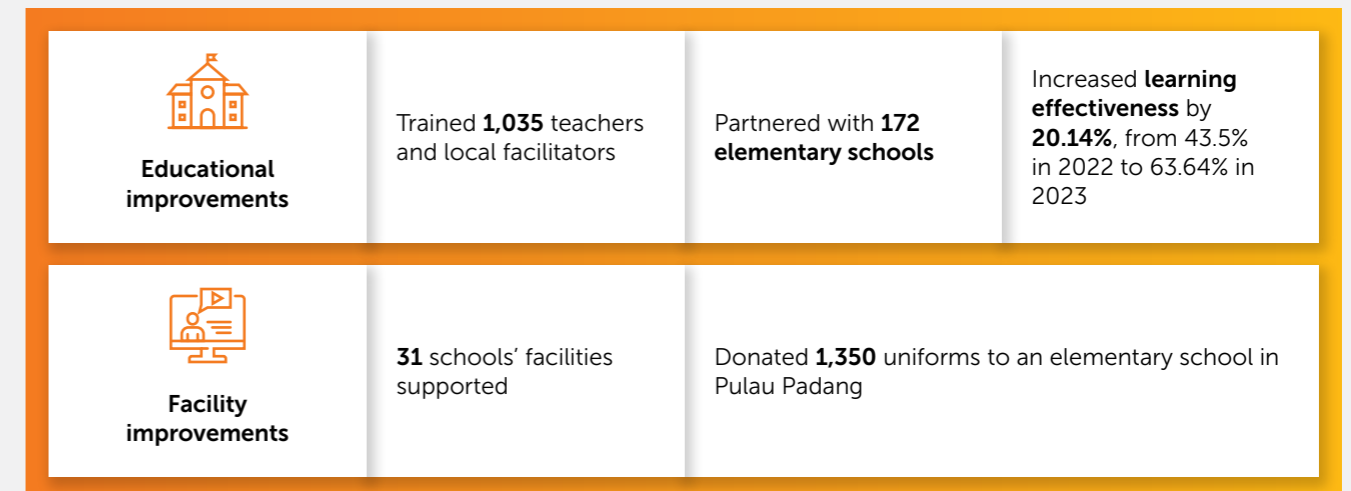 Educational
improvements
Trained 1,035 teachers
and local facilitators
Partnered with 172
elementary schools
Increased learning
effectiveness by
20.14%, from 43.5%
in 2022 to 63.64% in
2023
Facility
improvements
31 schools’ facilities
supported
Donated 1,350 uniforms to an elementary school in
Pulau Padang